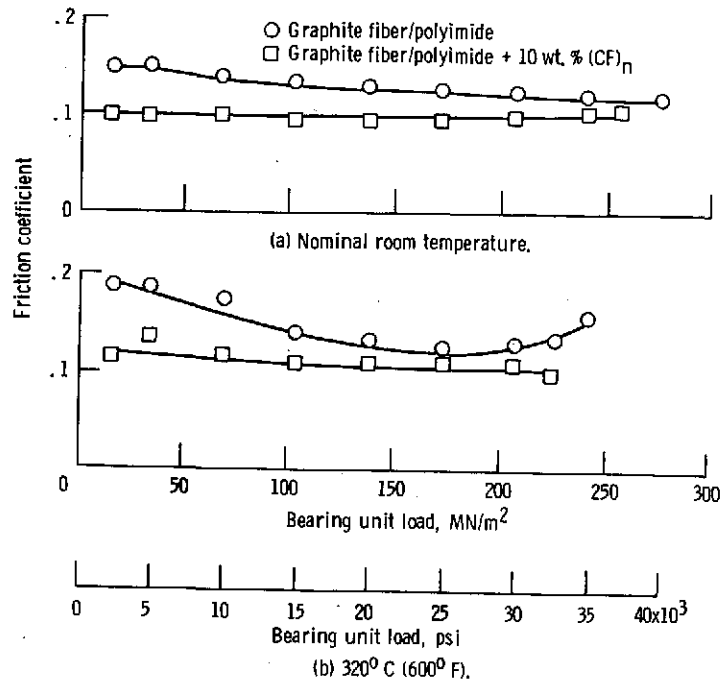 .2
○ Graphite fiber/polyimide
□ Graphite fiber/polyimide + 10 wt. % (CF)n
.1
0
(a) Nominal room temperature.
Friction coefficient
.2
.1
0 50 100 150 200 250 300
Bearing unit load, MN/m²
0 5 10 15 20 25 30 35 40x10³
Bearing unit load, psi
(b) 320⁰ C (600⁰ F).